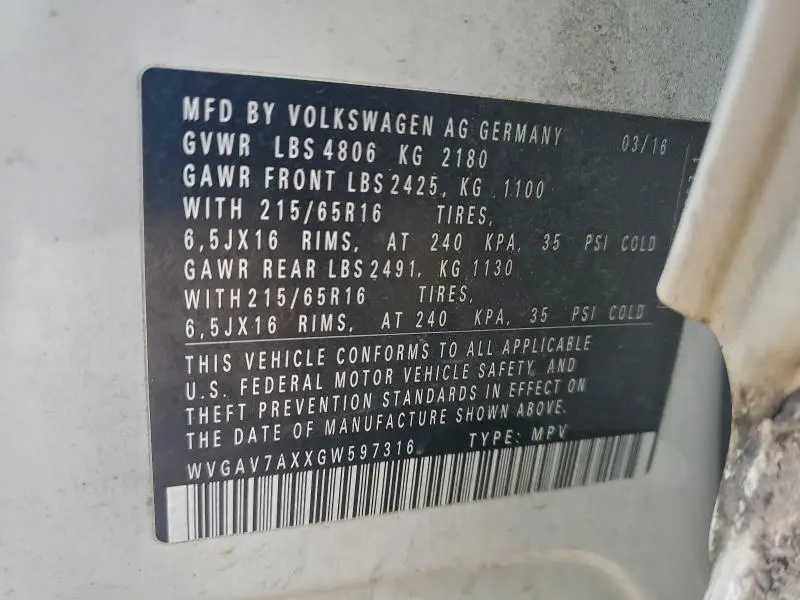 MFD BY VOLKSWAGEN AG GERMANY 03/16
GVWR LBS 4806 KG 2180
GAWR FRONT LBS 2425, KG 1100
WITH 215/65R16 TIRES,
6,5JX16 RIMS, AT 240 KPA, 35 PSI COLD
GAWR REAR LBS 2491, KG 1130
WITH 215/65R16 TIRES,
6,5JX16 RIMS, AT 240 KPA, 35 PSI COLD
THIS VEHICLE CONFORMS TO ALL APPLICABLE
U.S. FEDERAL MOTOR VEHICLE SAFETY, AND
THEFT PREVENTION STANDARDS IN EFFECT ON
THE DATE OF MANUFACTURE SHOWN ABOVE.
WVGAV7AXXGW597316 TYPE: MPV